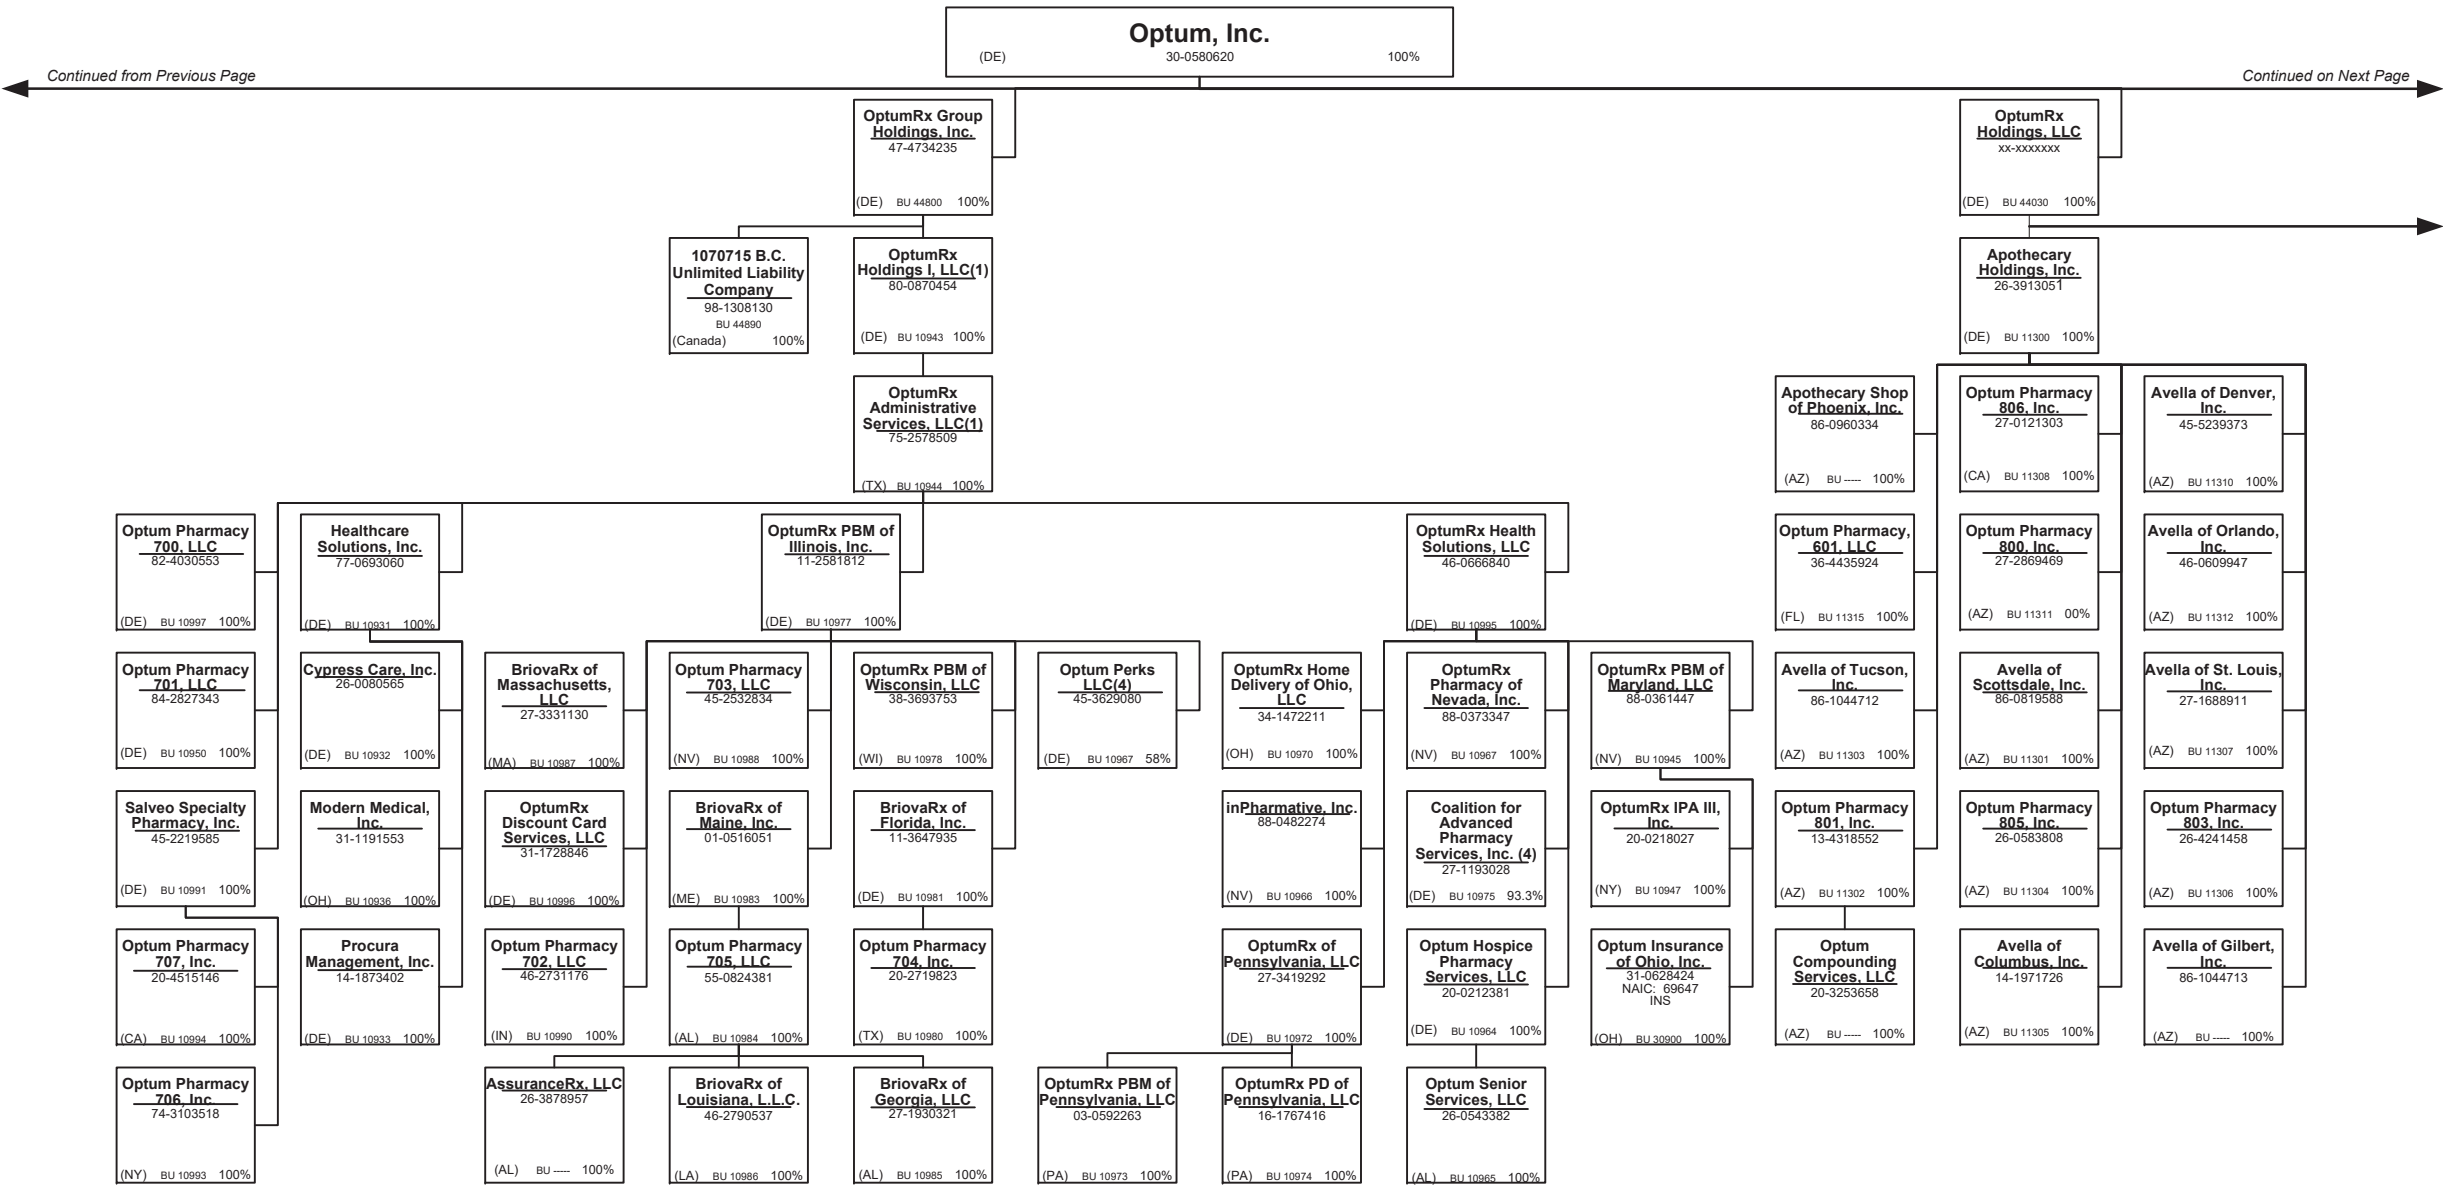 Optum, Inc.
(DE) 30-0580620 100%
Continued from Previous Page
Continued on Next Page
OptumRx Group
Holdings, Inc.
47-4734235
(DE) BU 44800 100%
OptumRx
Holdings, LLC
xx-xxxxxxx
(DE) BU 44030 100%
1070715 B.C.
Unlimited Liability
Company
98-1308130
BU 44890
(Canada) 100%
OptumRx
Holdings I, LLC(1)
80-0870454
(DE) BU 10943 100%
Apothecary
Holdings, Inc.
26-3913051
(DE) BU 11300 100%
OptumRx
Administrative
Services, LLC(1)
75-2578509
(TX) BU 10944 100%
Apothecary Shop
of Phoenix, Inc.
86-0960334
(AZ) BU ----- 100%
Optum Pharmacy
806, Inc.
27-0121303
(CA) BU 11308 100%
Avella of Denver,
Inc.
45-5239373
(AZ) BU 11310 100%
Optum Pharmacy
700, LLC
82-4030553
(DE) BU 10997 100%
Healthcare
Solutions, Inc.
77-0693060
(DE) BU 10931 100%
OptumRx PBM of
Illinois, Inc.
11-2581812
(DE) BU 10977 100%
OptumRx Health
Solutions, LLC
46-0666840
(DE) BU 10995 100%
Optum Pharmacy,
601, LLC
36-4435924
(FL) BU 11315 100%
Optum Pharmacy
800, Inc.
27-2869469
(AZ) BU 11311 00%
Avella of Orlando,
Inc.
46-0609947
(AZ) BU 11312 100%
Optum Pharmacy
701, LLC
84-2827343
(DE) BU 10950 100%
Cypress Care, Inc.
26-0080565
(DE) BU 10932 100%
BriovaRx of
Massachusetts,
LLC
27-3331130
(MA) BU 10987 100%
Optum Pharmacy
703, LLC
45-2532834
(NV) BU 10988 100%
OptumRx PBM of
Wisconsin, LLC
38-3693753
(WI) BU 10978 100%
Optum Perks
LLC(4)
45-3629080
(DE) BU 10967 58%
OptumRx Home
Delivery of Ohio,
LLC
34-1472211
(OH) BU 10970 100%
OptumRx
Pharmacy of
Nevada, Inc.
88-0373347
(NV) BU 10967 100%
OptumRx PBM of
Maryland, LLC
88-0361447
(NV) BU 10945 100%
Avella of Tucson,
Inc.
86-1044712
(AZ) BU 11303 100%
Avella of
Scottsdale, Inc.
86-0819588
(AZ) BU 11301 100%
Avella of St. Louis,
Inc.
27-1688911
(AZ) BU 11307 100%
Salveo Specialty
Pharmacy, Inc.
45-2219585
(DE) BU 10991 100%
Modern Medical,
Inc.
31-1191553
(OH) BU 10936 100%
OptumRx
Discount Card
Services, LLC
31-1728846
(DE) BU 10996 100%
BriovaRx of
Maine, Inc.
01-0516051
(ME) BU 10983 100%
BriovaRx of
Florida, Inc.
11-3647935
(DE) BU 10981 100%
inPharmative, Inc.
88-0482274
(NV) BU 10966 100%
Coalition for
Advanced
Pharmacy
Services, Inc. (4)
27-1193028
(DE) BU 10975 93.3%
OptumRx IPA III,
Inc.
20-0218027
(NY) BU 10947 100%
Optum Pharmacy
801, Inc.
13-4318552
(AZ) BU 11302 100%
Optum Pharmacy
805, Inc.
26-0583808
(AZ) BU 11304 100%
Optum Pharmacy
803, Inc.
26-4241458
(AZ) BU 11306 100%
Optum Pharmacy
707, Inc.
20-4515146
(CA) BU 10994 100%
Procura
Management, Inc.
14-1873402
(DE) BU 10933 100%
Optum Pharmacy
702, LLC
46-2731176
(IN) BU 10990 100%
Optum Pharmacy
705, LLC
55-0824381
(AL) BU 10984 100%
Optum Pharmacy
704, Inc.
20-2719823
(TX) BU 10980 100%
OptumRx of
Pennsylvania, LLC
27-3419292
(DE) BU 10972 100%
Optum Hospice
Pharmacy
Services, LLC
20-0212381
(DE) BU 10964 100%
Optum Insurance
of Ohio, Inc.
31-0628424
NAIC: 69647
INS
(OH) BU 30900 100%
Optum
Compounding
Services, LLC
20-3253658
(AZ) BU ----- 100%
Avella of
Columbus, Inc.
14-1971726
(AZ) BU 11305 100%
Avella of Gilbert,
Inc.
86-1044713
(AZ) BU ----- 100%
Optum Pharmacy
706, Inc.
74-3103518
(NY) BU 10993 100%
AssuranceRx, LLC
26-3878957
(AL) BU ----- 100%
BriovaRx of
Louisiana, L.L.C.
46-2790537
(LA) BU 10986 100%
BriovaRx of
Georgia, LLC
27-1930321
(AL) BU 10985 100%
OptumRx PBM of
Pennsylvania, LLC
03-0592263
(PA) BU 10973 100%
OptumRx PD of
Pennsylvania, LLC
16-1767416
(PA) BU 10974 100%
Optum Senior
Services, LLC
26-0543382
(AL) BU 10965 100%